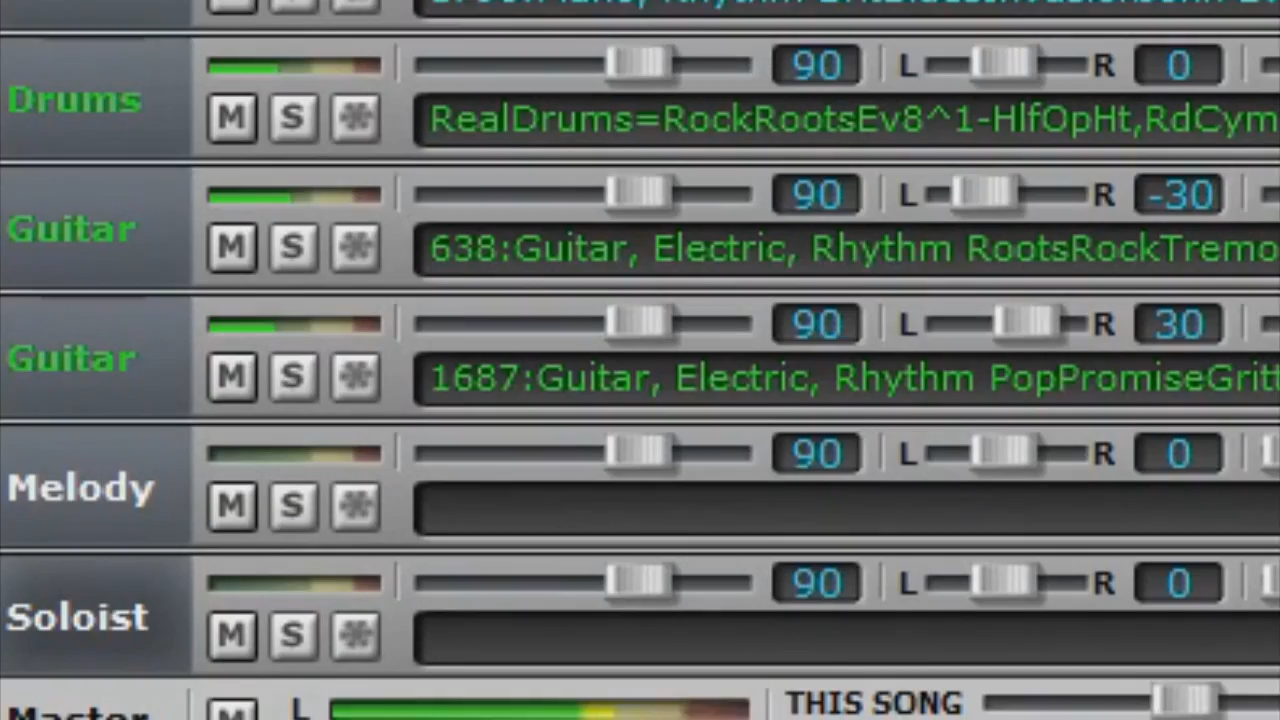 Drums 90 L R 0
M S RealDrums=RockRootsEv8^1-HlfOpHt,RdCym
Guitar 90 L R -30
M S 638:Guitar, Electric, Rhythm RootsRockTremo
Guitar 90 L R 30
M S 1687:Guitar, Electric, Rhythm PopPromiseGrit
Melody 90 L R 0
M S
Soloist 90 L R 0
M S
Master M L THIS SONG